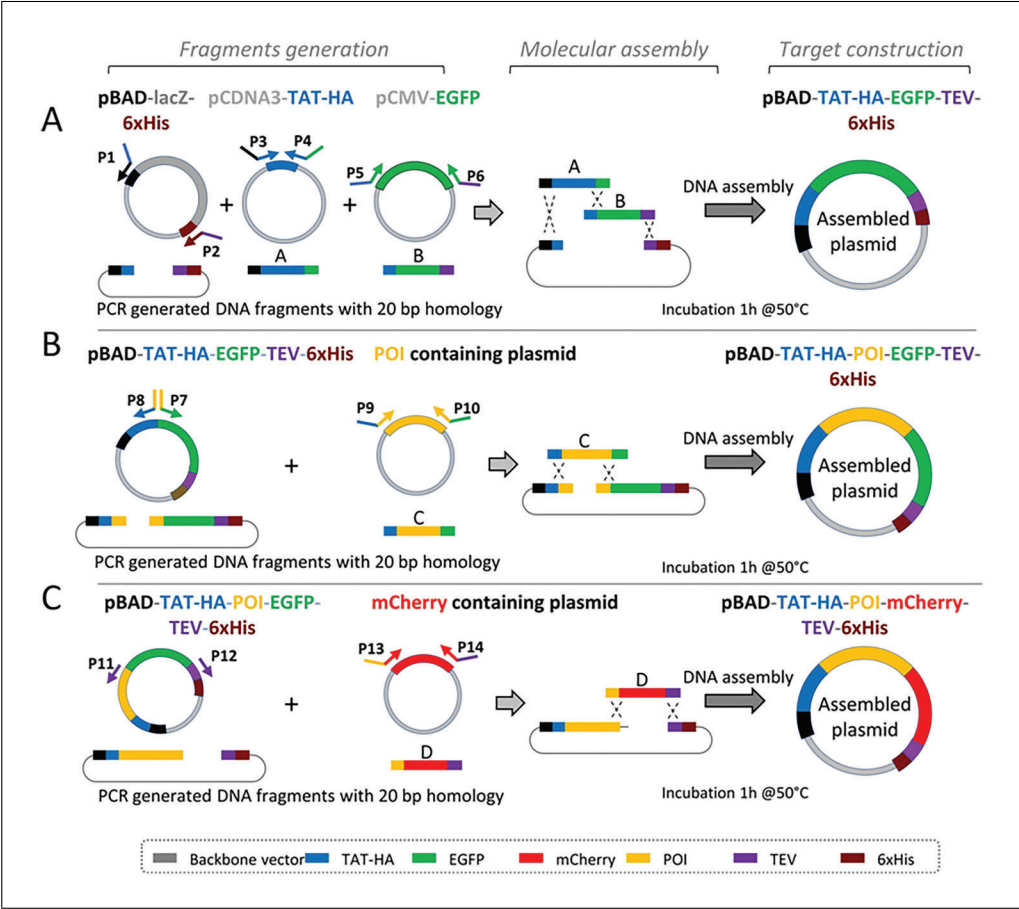 Fragments generation Molecular assembly Target construction
A
pBAD-lacZ- pCDNA3-TAT-HA pCMV-EGFP pBAD-TAT-HA-EGFP-TEV-
6xHis 6xHis
P1 P3 P4 P5 P6 P2
+ +
A B
A
B
DNA assembly
Assembled
plasmid
PCR generated DNA fragments with 20 bp homology Incubation 1h @50°C
B
pBAD-TAT-HA-EGFP-TEV-6xHis POI containing plasmid pBAD-TAT-HA-POI-EGFP-TEV-
6xHis
P8 P7 P9 P10
+
C
C
DNA assembly
Assembled
plasmid
PCR generated DNA fragments with 20 bp homology Incubation 1h @50°C
C
pBAD-TAT-HA-POI-EGFP- mCherry containing plasmid pBAD-TAT-HA-POI-mCherry-
TEV-6xHis TEV-6xHis
P11 P12 P13 P14
+
D
D
DNA assembly
Assembled
plasmid
PCR generated DNA fragments with 20 bp homology Incubation 1h @50°C
Backbone vector TAT-HA EGFP mCherry POI TEV 6xHis